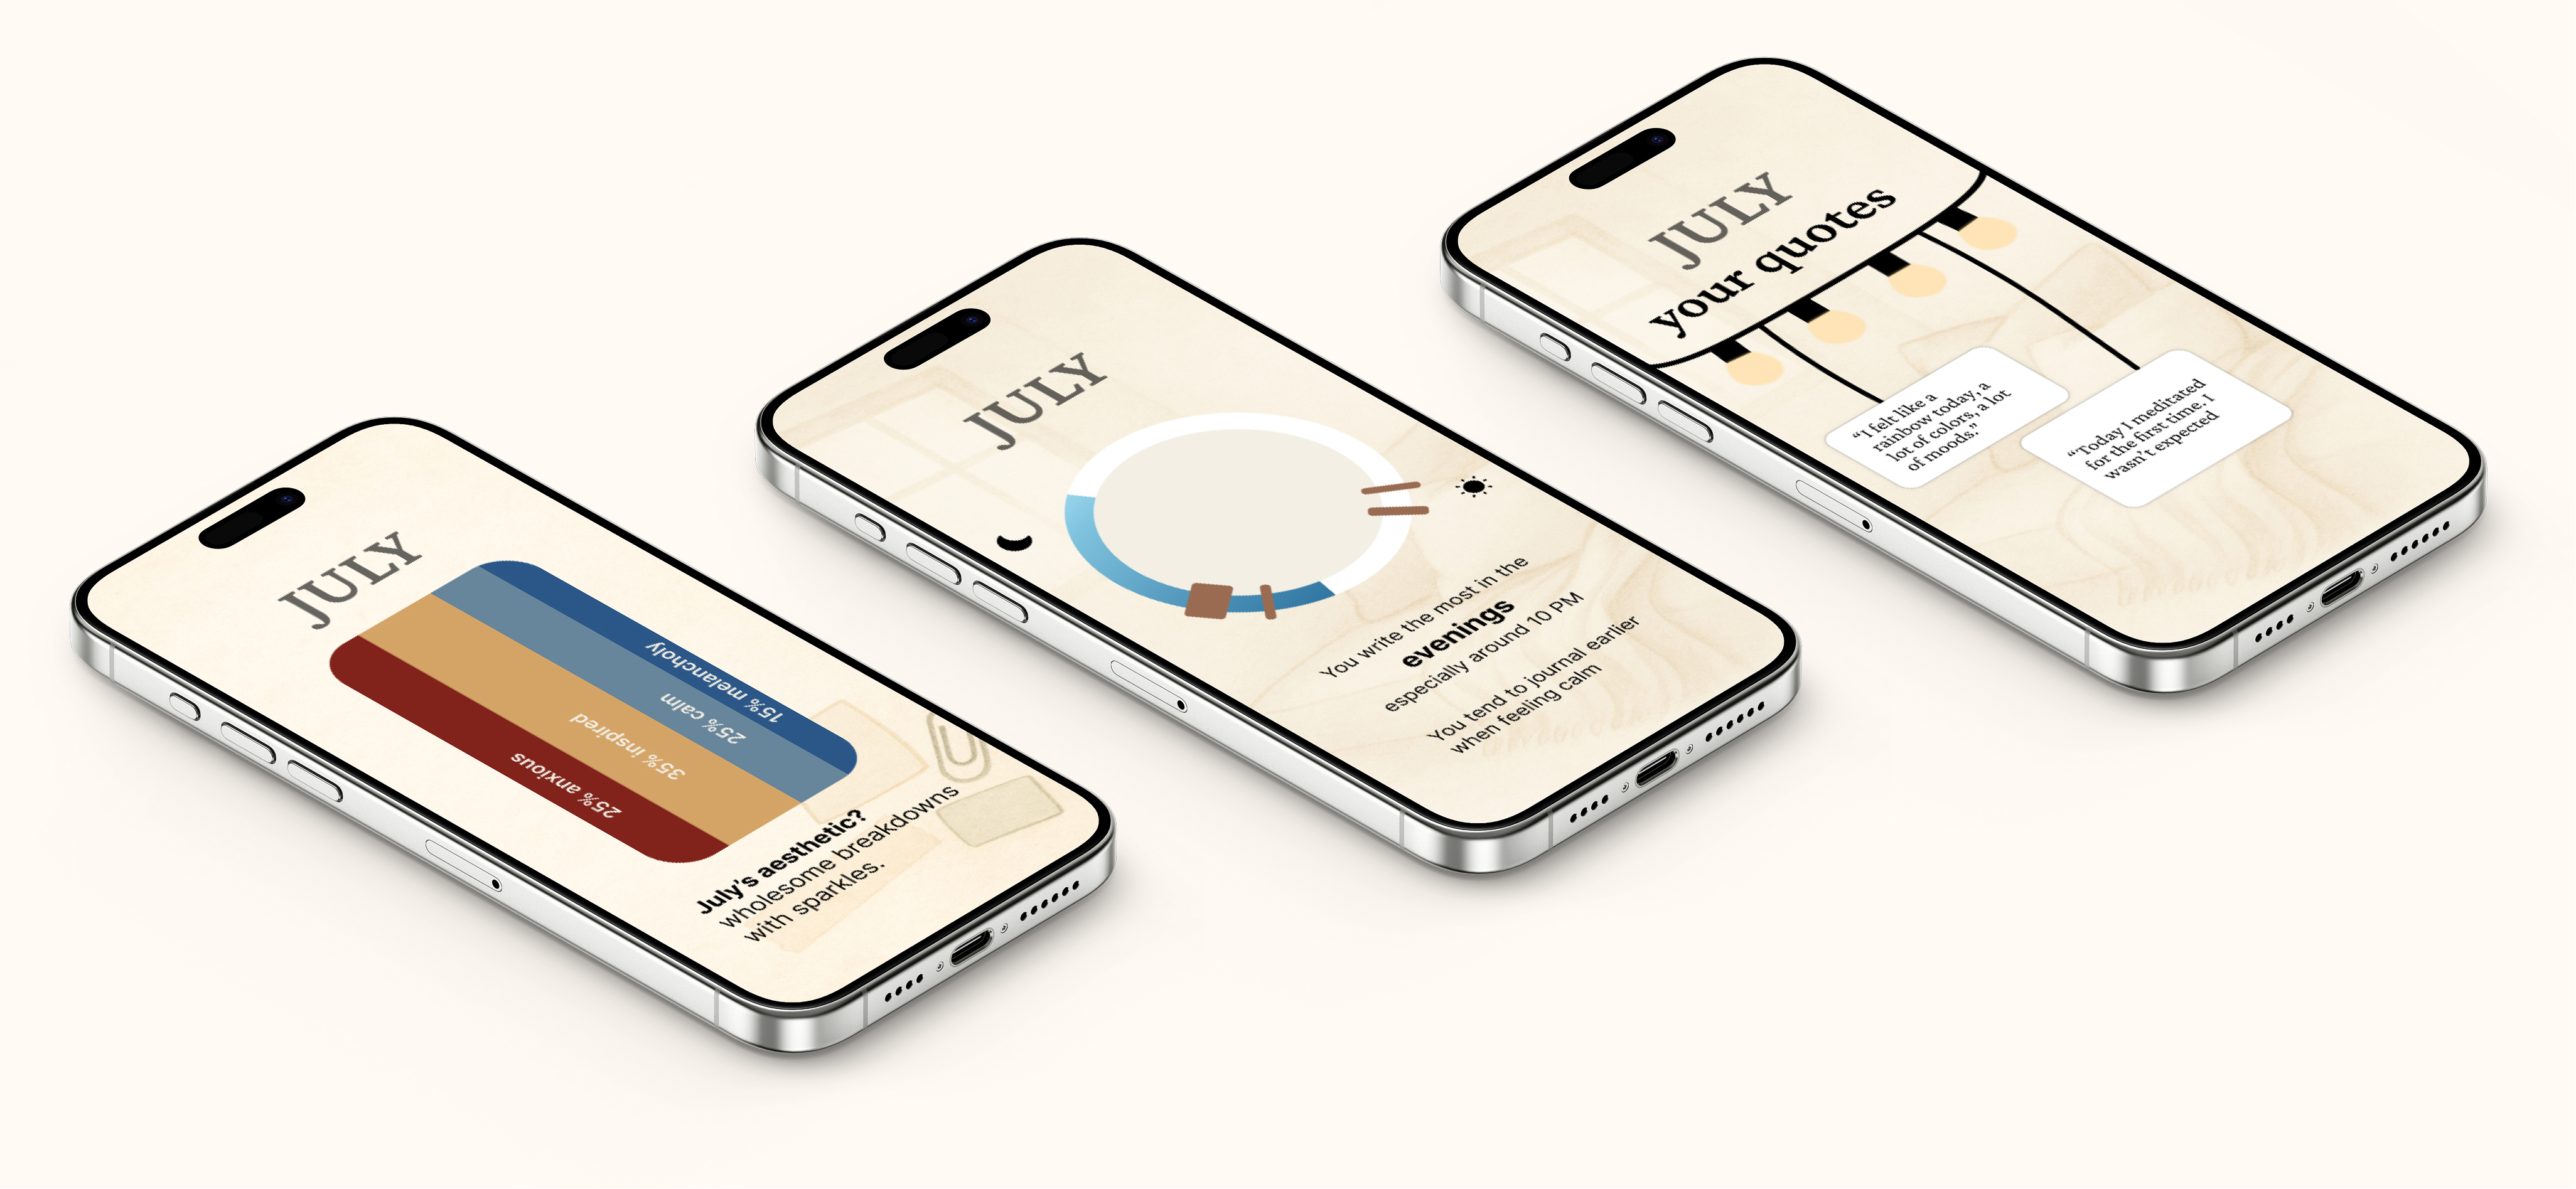 JULY
15% melancholy
25% calm
35% inspired
25% anxious
July's aesthetic?
wholesome breakdowns
with sparkles.
JULY
You write the most in the
evenings
especially around 10 PM
You tend to journal earlier
when feeling calm
JULY
your quotes
“I felt like a
rainbow today, a
lot of colors, a lot
of moods.”
“Today I meditated
for the first time. I
wasn't expected